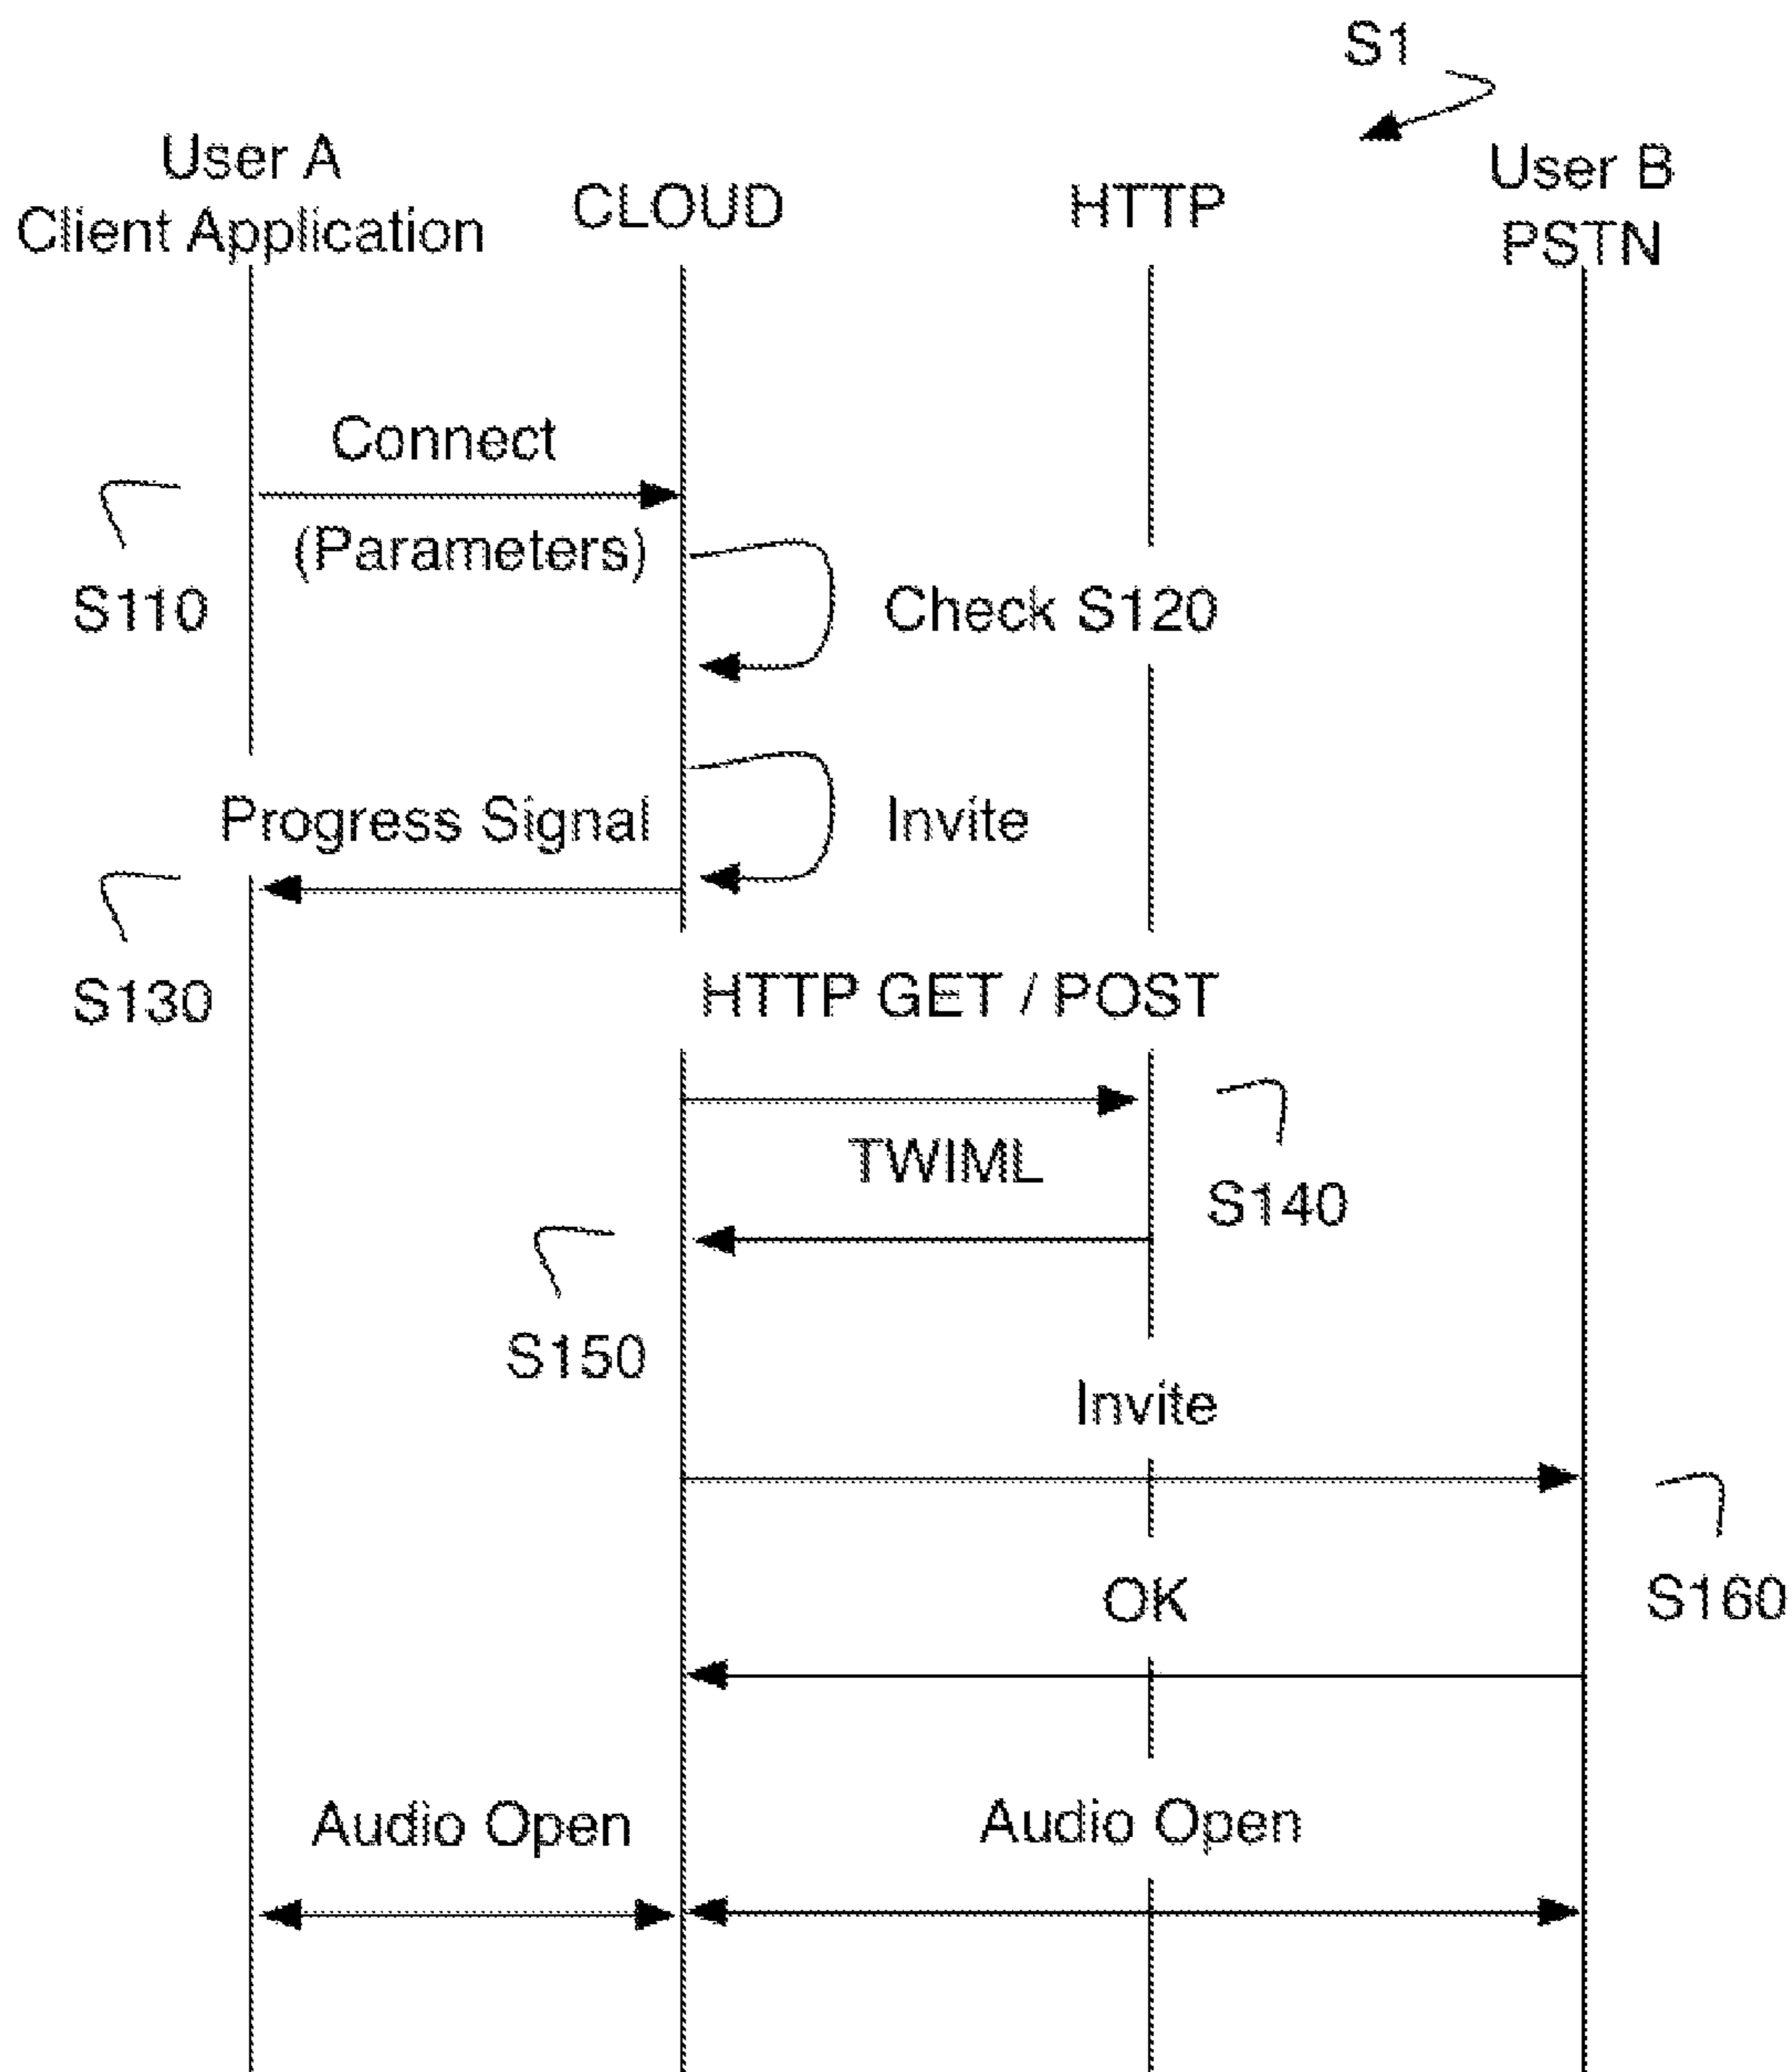 S1
User A
Client Application
CLOUD
HTTP
User B
PSTN
Connect
(Parameters)
S110
Check S120
Progress Signal
Invite
S130
HTTP GET / POST
TWIML
S140
S150
Invite
OK
S160
Audio Open
Audio Open